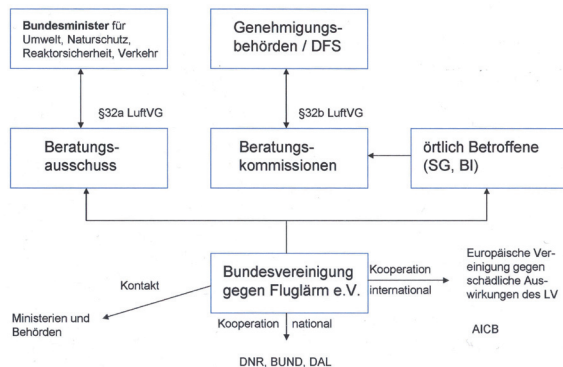 Bundesminister für
Umwelt, Naturschutz,
Reaktorsicherheit, Verkehr
Genehmigungs-
behörden / DFS
§32a LuftVG
§32b LuftVG
Beratungs-
ausschuss
Beratungs-
kommissionen
örtlich Betroffene
(SG, BI)
Bundesvereinigung
gegen Fluglärm e.V.
Kontakt
Ministerien und
Behörden
Kooperation
international
Europäische Ver-
einigung gegen
schädliche Aus-
wirkungen des LV
AICB
Kooperation national
DNR, BUND, DAL